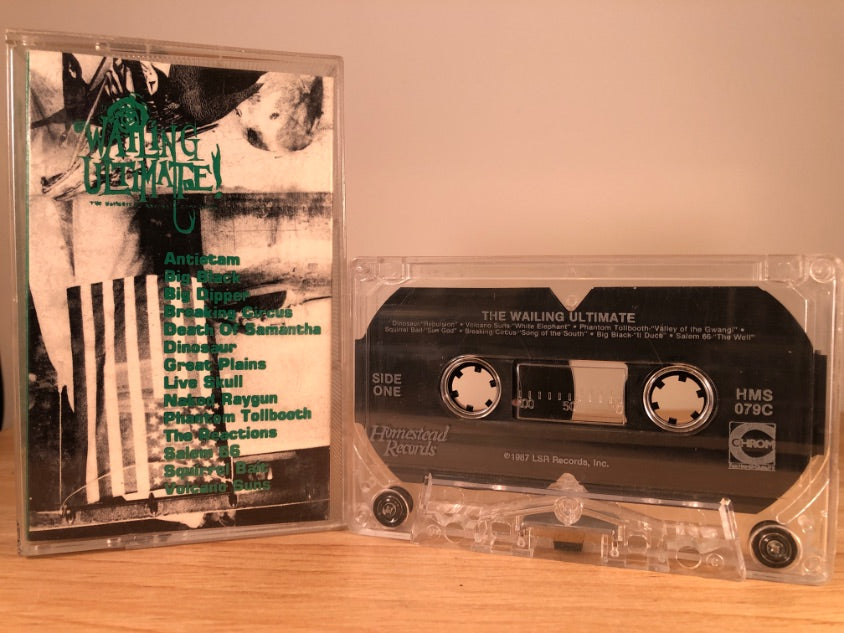 "WAILING
ULTIMATE!
Antietam
Big Black
Big Dipper
Breaking Circus
Death Of Samantha
Dinosaur
Great Plains
Live Skull
Naked Raygun
Phantom Tollbooth
The Reactions
Salem 66
Squirrel Bait
Volcano Suns
THE WAILING ULTIMATE
Dinosaur-"Repulsion" • Volcano Suns-"White Elephant" • Phantom Tollbooth-"Valley of the Gwangi" •
Squirrel Bait-"Sun God" • Breaking Circus-"Song of the South" • Big Black-"Il Duce" • Salem 66-"The Well"
SIDE
ONE
100 50
HMS
079C
Homestead
Records
CHROM
©1987 LSR Records, Inc.